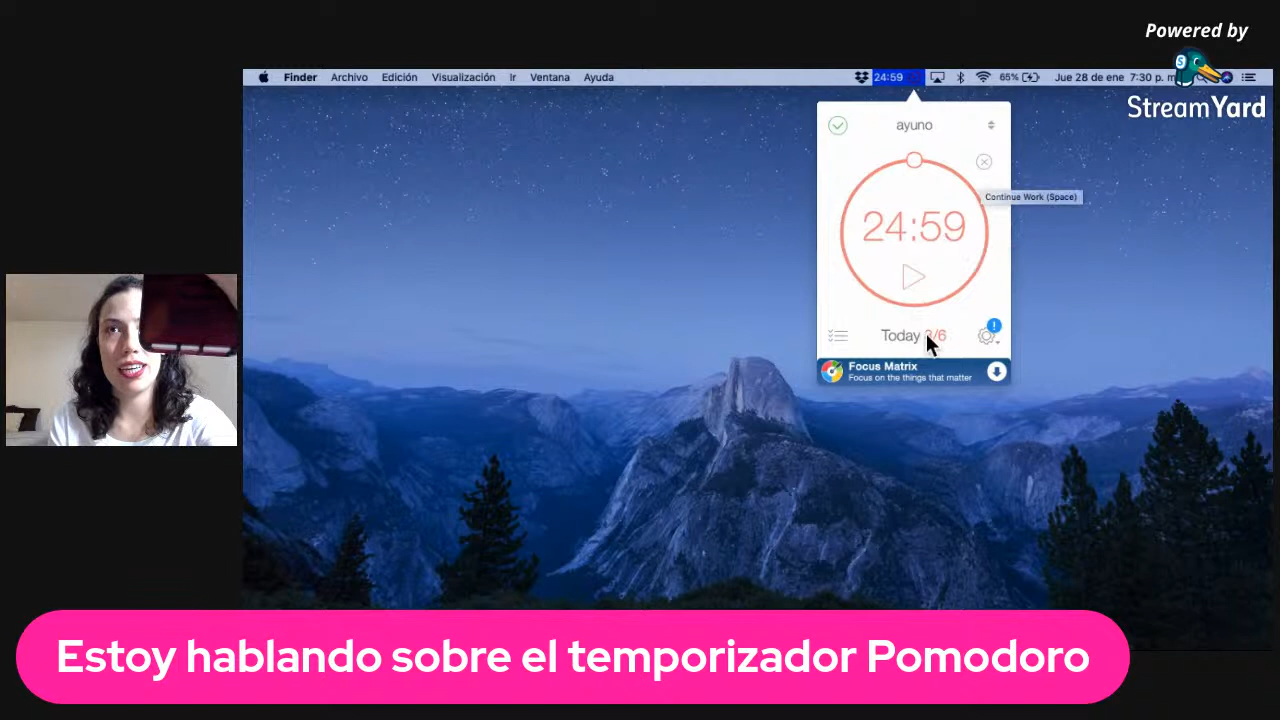 Powered by
StreamYard
Finder Archivo Edición Visualización Ir Ventana Ayuda 24:59 65% Jue 28 de ene 7:30 p.
ayuno
Continue Work (Space)
24:59
Today /6
Focus Matrix
Focus on the things that matter
Estoy hablando sobre el temporizador Pomodoro